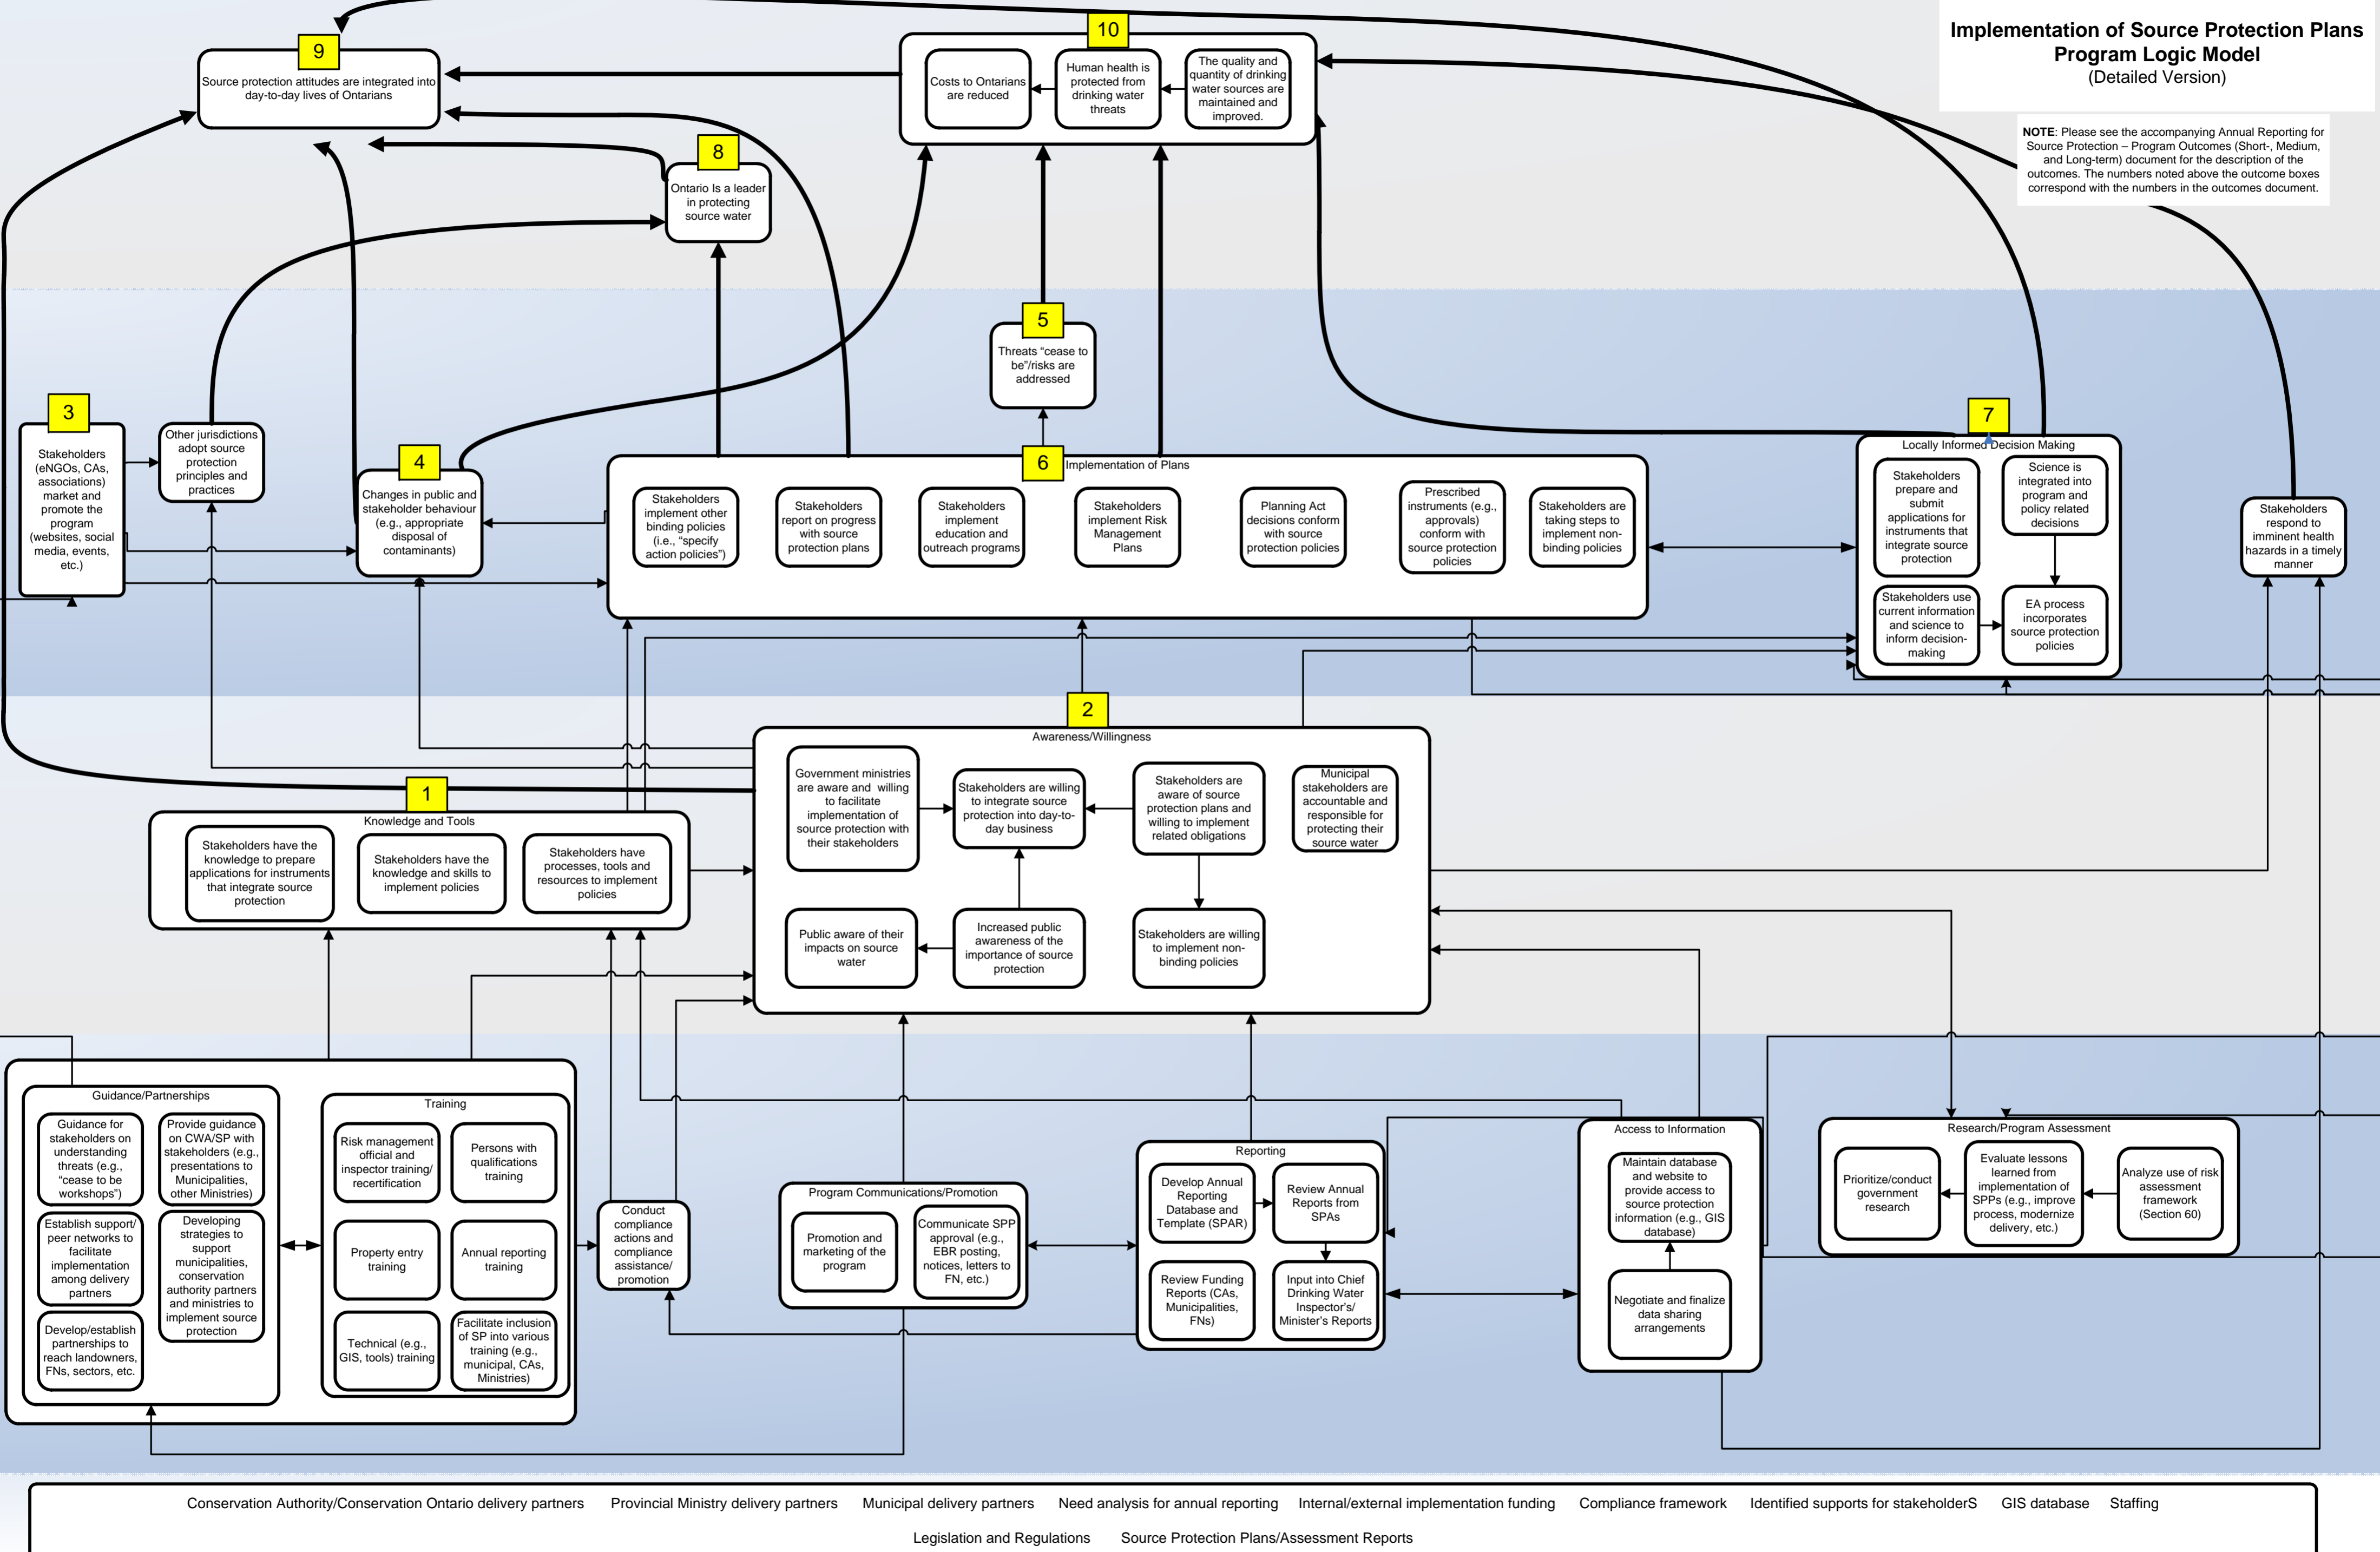 Implementation of Source Protection Plans
Program Logic Model
(Detailed Version)
NOTE: Please see the accompanying Annual Reporting for
Source Protection – Program Outcomes (Short-, Medium,
and Long-term) document for the description of the
outcomes. The numbers noted above the outcome boxes
correspond with the numbers in the outcomes document.
9
Source protection attitudes are integrated into
day-to-day lives of Ontarians
10
Costs to Ontarians
are reduced
Human health is
protected from
drinking water
threats
The quality and
quantity of drinking
water sources are
maintained and
improved.
8
Ontario Is a leader
in protecting
source water
5
Threats “cease to
be”/risks are
addressed
3
Stakeholders
(eNGOs, CAs,
associations)
market and
promote the
program
(websites, social
media, events,
etc.)
Other jurisdictions
adopt source
protection
principles and
practices
4
Changes in public and
stakeholder behaviour
(e.g., appropriate
disposal of
contaminants)
6
Implementation of Plans
Stakeholders
implement other
binding policies
(i.e., “specify
action policies”)
Stakeholders
report on progress
with source
protection plans
Stakeholders
implement
education and
outreach programs
Stakeholders
implement Risk
Management
Plans
Planning Act
decisions conform
with source
protection policies
Prescribed
instruments (e.g.,
approvals)
conform with
source protection
policies
Stakeholders are
taking steps to
implement non-
binding policies
7
Locally Informed Decision Making
Stakeholders
prepare and
submit
applications for
instruments that
integrate source
protection
Science is
integrated into
program and
policy related
decisions
Stakeholders use
current information
and science to
inform decision-
making
EA process
incorporates
source protection
policies
Stakeholders
respond to
imminent health
hazards in a timely
manner
2
Awareness/Willingness
Government ministries
are aware and willing
to facilitate
implementation of
source protection with
their stakeholders
Stakeholders are willing
to integrate source
protection into day-to-
day business
Stakeholders are
aware of source
protection plans and
willing to implement
related obligations
Municipal
stakeholders are
accountable and
responsible for
protecting their
source water
Public aware of their
impacts on source
water
Increased public
awareness of the
importance of source
protection
Stakeholders are willing
to implement non-
binding policies
1
Knowledge and Tools
Stakeholders have the
knowledge to prepare
applications for instruments
that integrate source
protection
Stakeholders have the
knowledge and skills to
implement policies
Stakeholders have
processes, tools and
resources to implement
policies
Guidance/Partnerships
Guidance for
stakeholders on
understanding
threats (e.g.,
“cease to be
workshops”)
Provide guidance
on CWA/SP with
stakeholders (e.g.,
presentations to
Municipalities,
other Ministries)
Establish support/
peer networks to
facilitate
implementation
among delivery
partners
Developing
strategies to
support
municipalities,
conservation
authority partners
and ministries to
implement source
protection
Develop/establish
partnerships to
reach landowners,
FNs, sectors, etc.
Training
Risk management
official and
inspector training/
recertification
Persons with
qualifications
training
Property entry
training
Annual reporting
training
Technical (e.g.,
GIS, tools) training
Facilitate inclusion
of SP into various
training (e.g.,
municipal, CAs,
Ministries)
Conduct
compliance
actions and
compliance
assistance/
promotion
Program Communications/Promotion
Promotion and
marketing of the
program
Communicate SPP
approval (e.g.,
EBR posting,
notices, letters to
FN, etc.)
Reporting
Develop Annual
Reporting
Database and
Template (SPAR)
Review Annual
Reports from
SPAs
Review Funding
Reports (CAs,
Municipalities,
FNs)
Input into Chief
Drinking Water
Inspector’s/
Minister’s Reports
Access to Information
Maintain database
and website to
provide access to
source protection
information (e.g., GIS
database)
Negotiate and finalize
data sharing
arrangements
Research/Program Assessment
Prioritize/conduct
government
research
Evaluate lessons
learned from
implementation of
SPPs (e.g., improve
process, modernize
delivery, etc.)
Analyze use of risk
assessment
framework
(Section 60)
Conservation Authority/Conservation Ontario delivery partners Provincial Ministry delivery partners Municipal delivery partners Need analysis for annual reporting Internal/external implementation funding Compliance framework Identified supports for stakeholderS GIS database Staffing
Legislation and Regulations Source Protection Plans/Assessment Reports